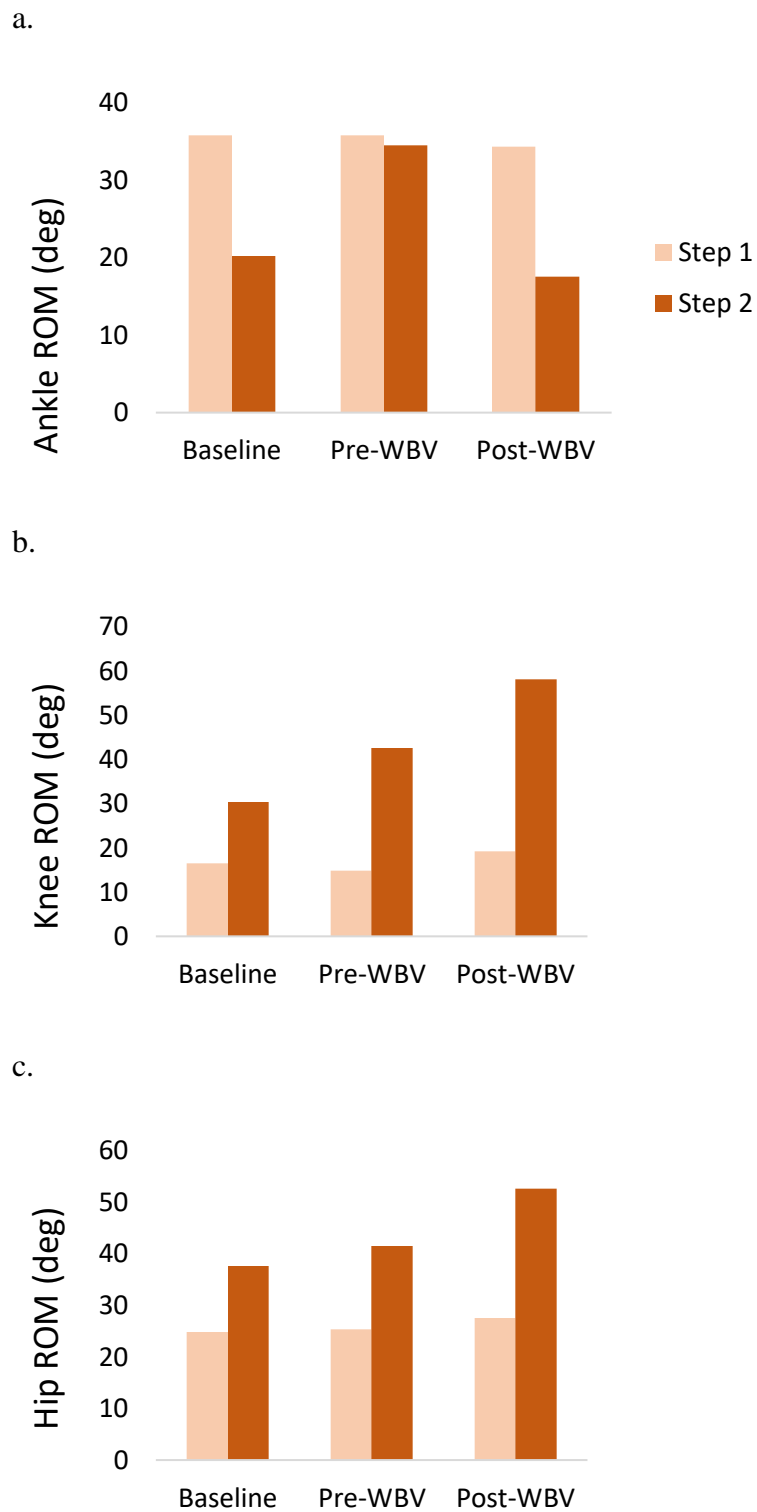 a.
40
30
20
10
0
Ankle ROM (deg)
Baseline Pre-WBV Post-WBV
Step 1
Step 2
b.
70
60
50
40
30
20
10
0
Knee ROM (deg)
Baseline Pre-WBV Post-WBV
c.
60
50
40
30
20
10
0
Hip ROM (deg)
Baseline Pre-WBV Post-WBV